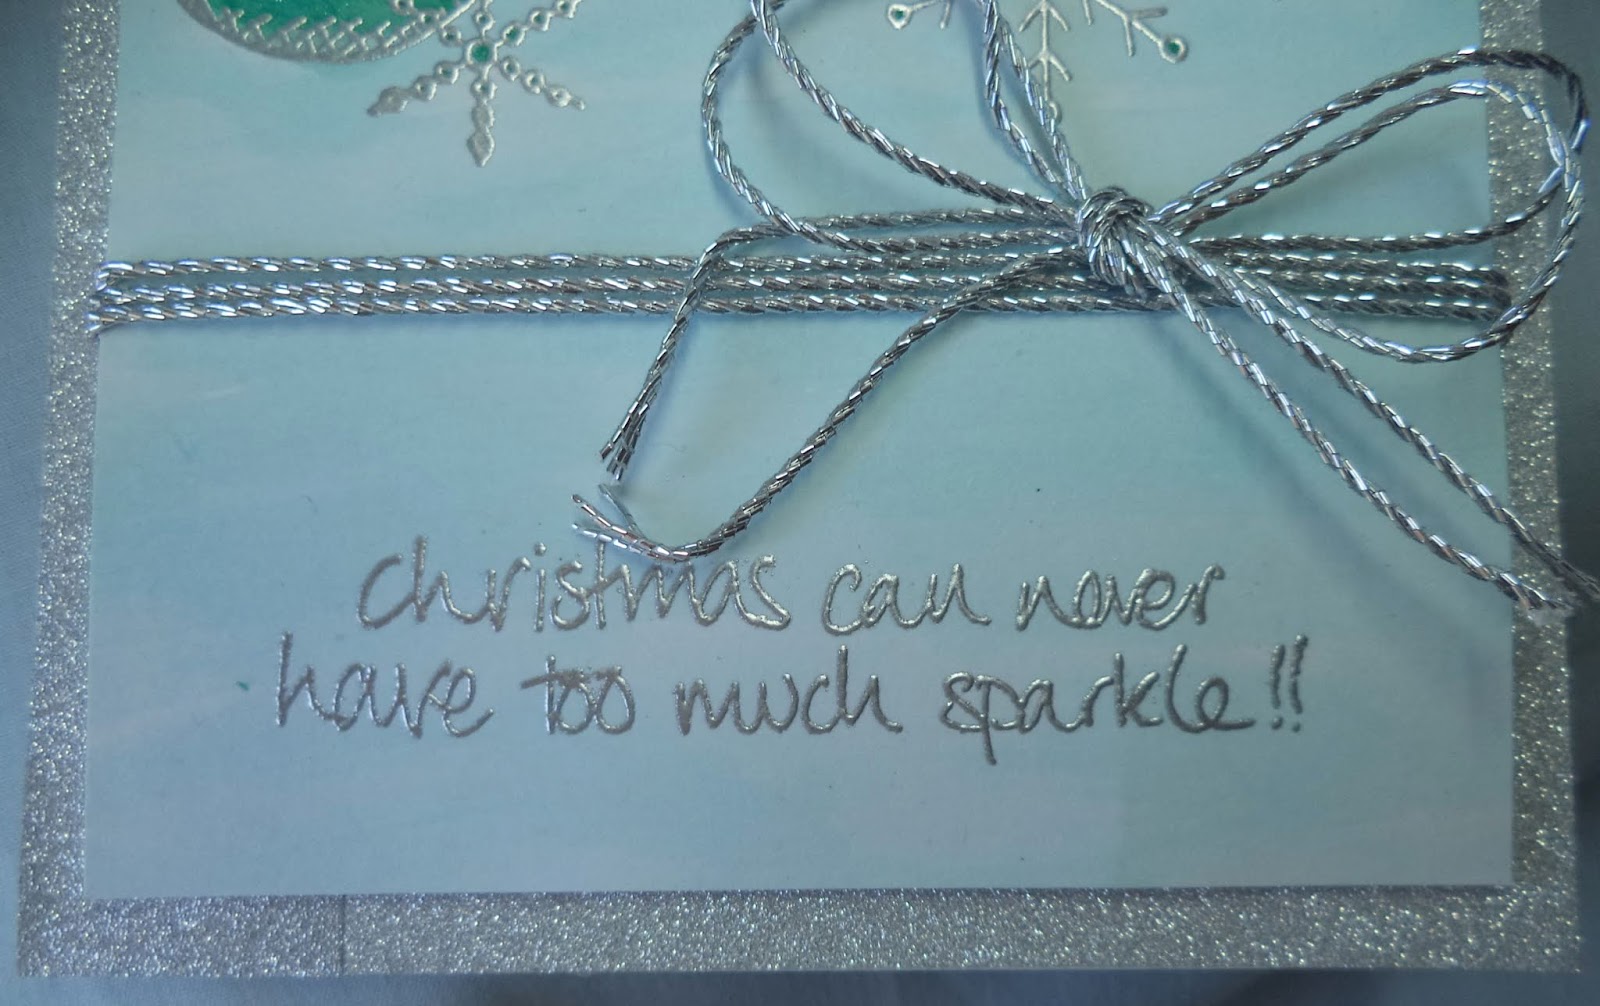 christmas can never
have too much sparkle!!